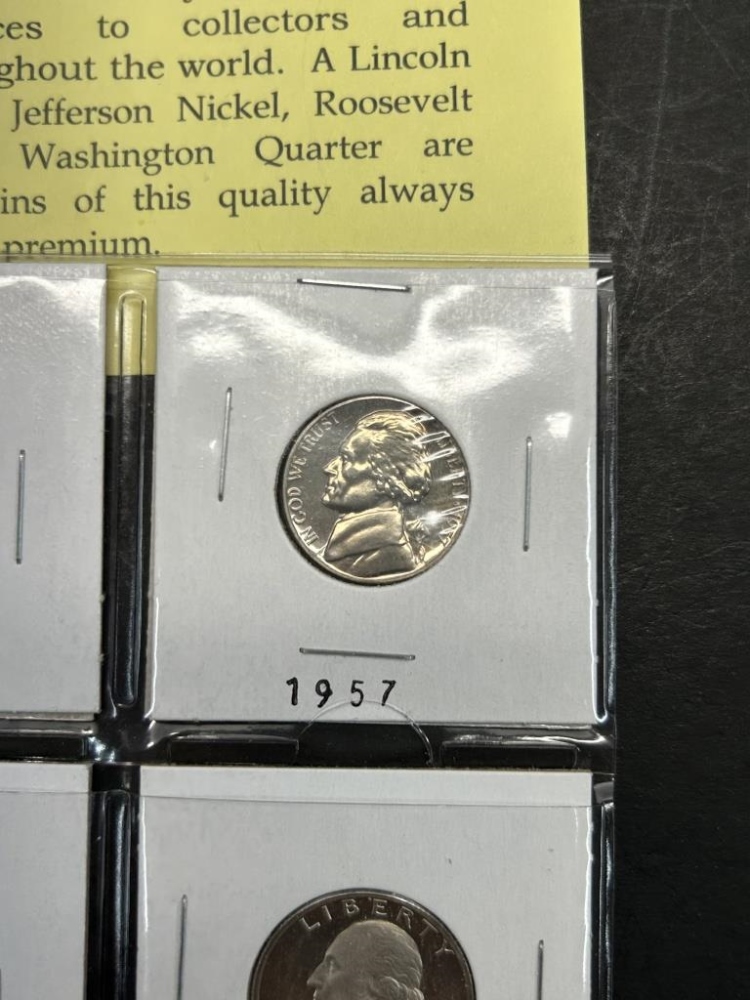 ces to collectors and
ghout the world. A Lincoln
Jefferson Nickel, Roosevelt
Washington Quarter are
ins of this quality always
premium.
IN GOD WE TRUST
1957
LIBERTY